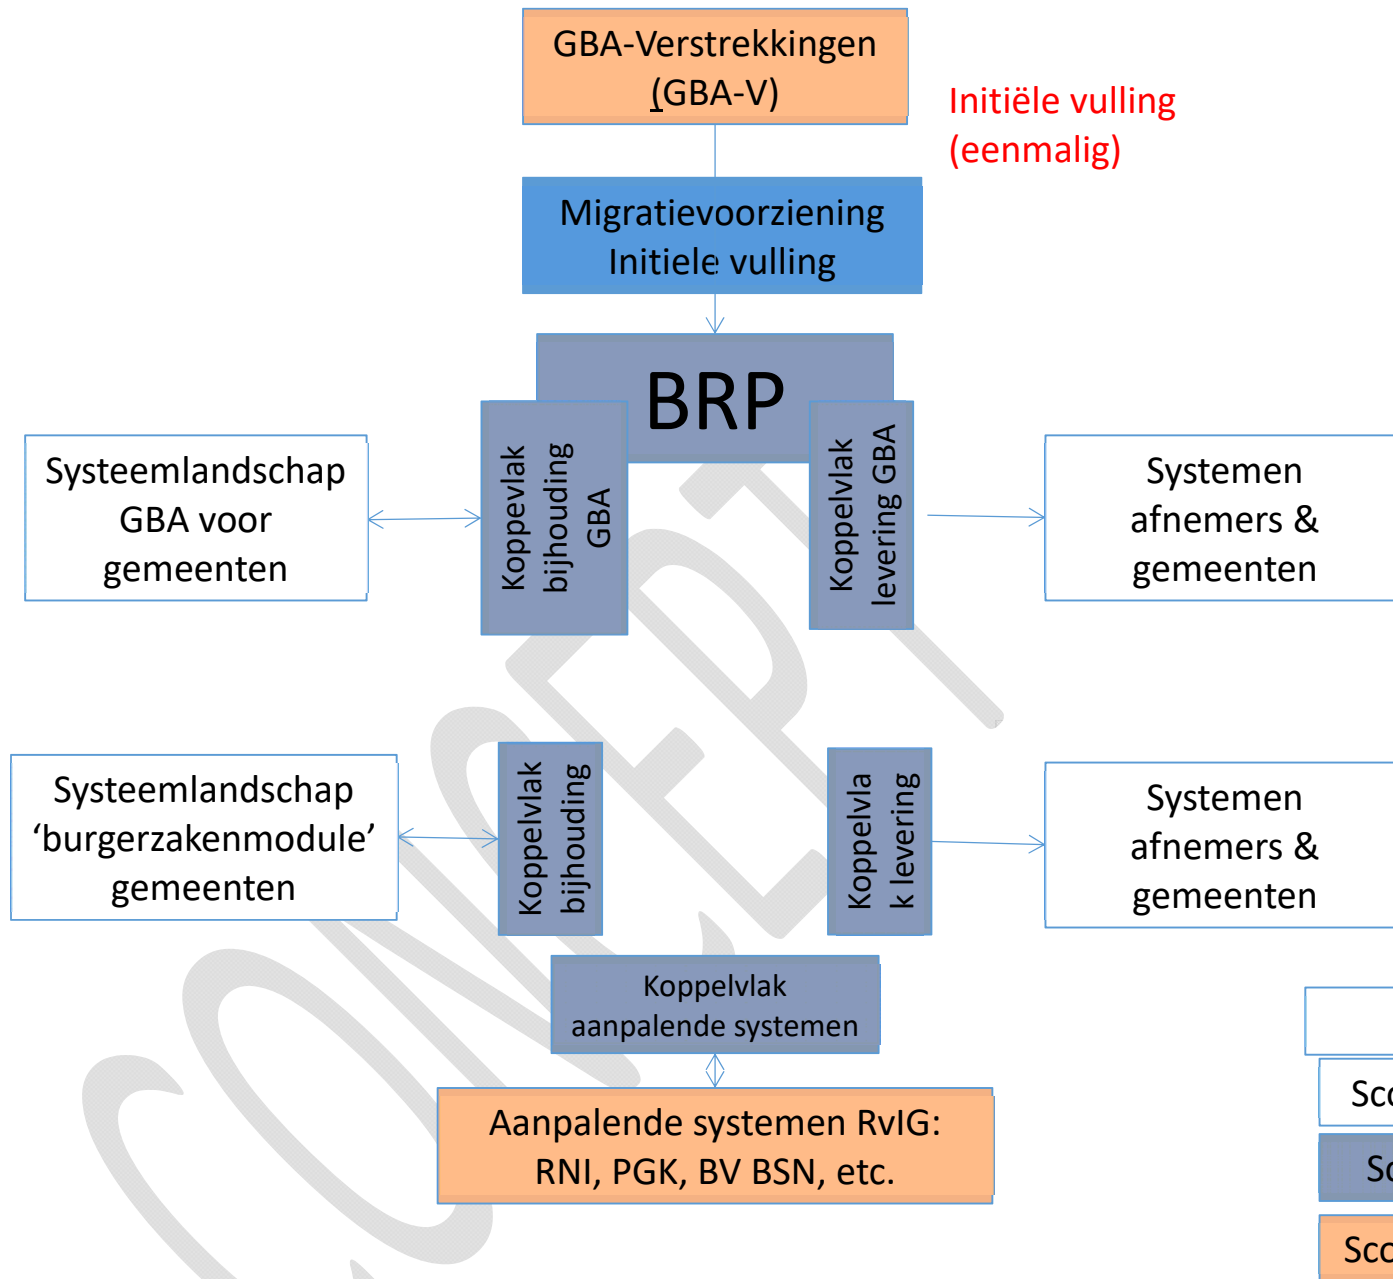 GBA-Verstrekkingen
(GBA-V)
Initiële vulling
(eenmalig)
Migratievoorziening
Initiele vulling
BRP
Koppevlak
bijhouding
GBA
Koppelvlak
levering GBA
Systeemlandschap
GBA voor
gemeenten
Systemen
afnemers &
gemeenten
Systeemlandschap
‘burgerzakenmodule’
gemeenten
Koppelvlak
bijhouding
Koppelvla
k levering
Systemen
afnemers &
gemeenten
Koppelvlak
aanpalende systemen
Aanpalende systemen RvIG:
RNI, PGK, BV BSN, etc.
CONCEPT